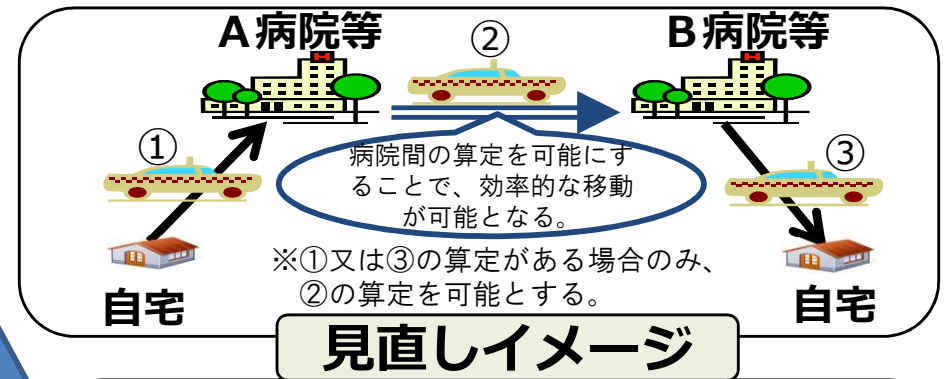 A病院等
②
B病院等
H
H
①
③
病院間の算定を可能にす
ることで、効率的な移動
が可能となる。
※①又は③の算定がある場合のみ、
②の算定を可能とする。
自宅
自宅
見直しイメージ